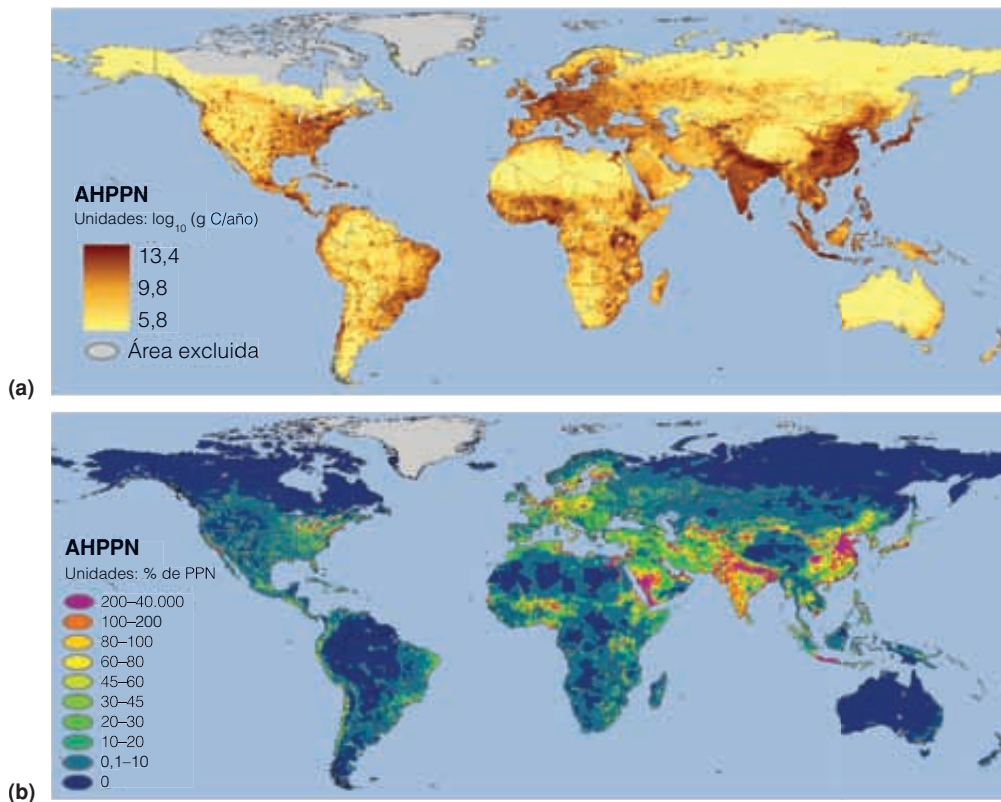 AHPPN
Unidades: log₁₀ (g C/año)
13,4
9,8
5,8
Área excluida
(a)
AHPPN
Unidades: % de PPN
200–40.000
100–200
80–100
60–80
45–60
30–45
20–30
10–20
0,1–10
0
(b)